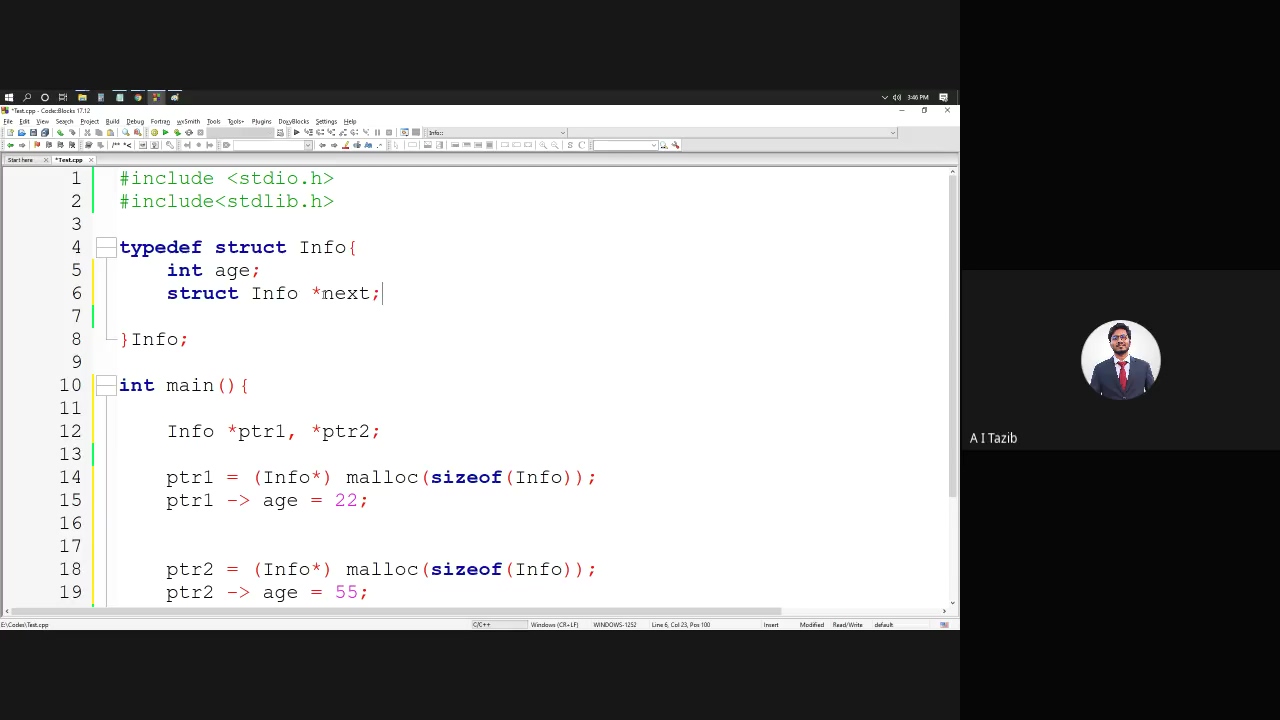 3:46 PM
*Test.cpp - Code::Blocks 17.12
File Edit View Search Project Build Debug Fortran wxSmith Tools Tools+ Plugins DoxyBlocks Settings Help
Info::
Start here *Test.cpp
1 #include <stdio.h>
2 #include<stdlib.h>
3
4 typedef struct Info{
5 int age;
6 struct Info *next;
7
8 }Info;
9
10 int main(){
11
12 Info *ptr1, *ptr2;
13
14 ptr1 = (Info*) malloc(sizeof(Info));
15 ptr1 -> age = 22;
16
17
18 ptr2 = (Info*) malloc(sizeof(Info));
19 ptr2 -> age = 55;
E:\Codes\Test.cpp C/C++ Windows (CR+LF) WINDOWS-1252 Line 6, Col 23, Pos 100 Insert Modified Read/Write default
A I Tazib